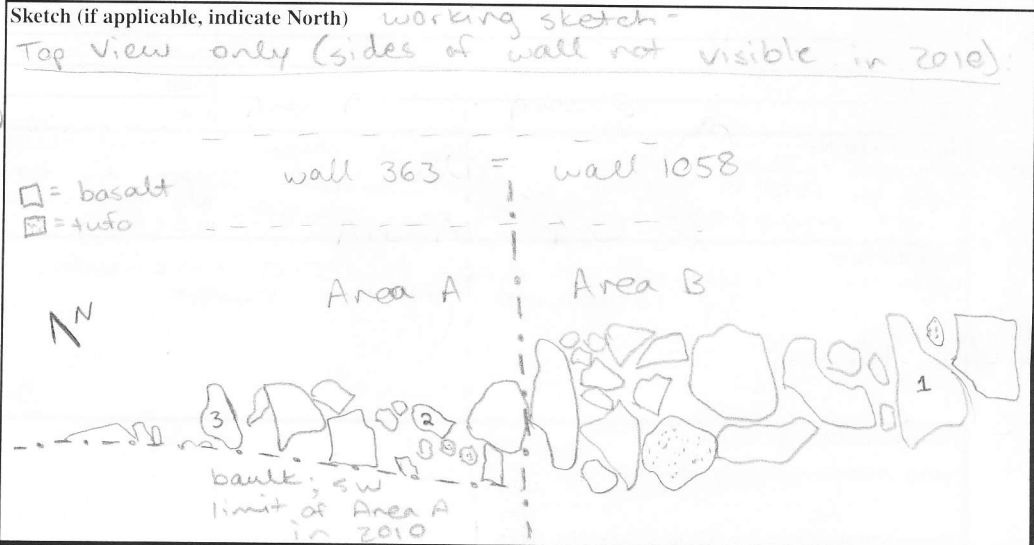 Sketch (if applicable, indicate North) working sketch -
Top View only (sides of wall not visible in 2010):
wall 363 = wall 1058
= basalt
= tufo
Area A
Area B
N
1
3
2
baulk; SW
limit of Area A
in 2010